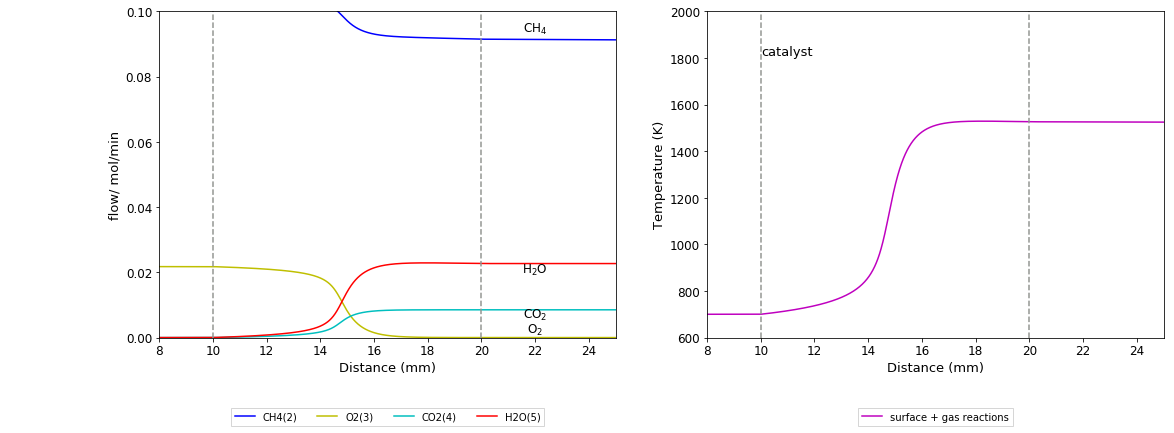 0.10
0.08
0.06
0.04
0.02
0.00
flow/ mol/min
CH₄
H₂O
CO₂
O₂
8 10 12 14 16 18 20 22 24
Distance (mm)
CH4(2) O2(3) CO2(4) H2O(5)
2000
1800
1600
1400
1200
1000
800
600
Temperature (K)
catalyst
8 10 12 14 16 18 20 22 24
Distance (mm)
surface + gas reactions